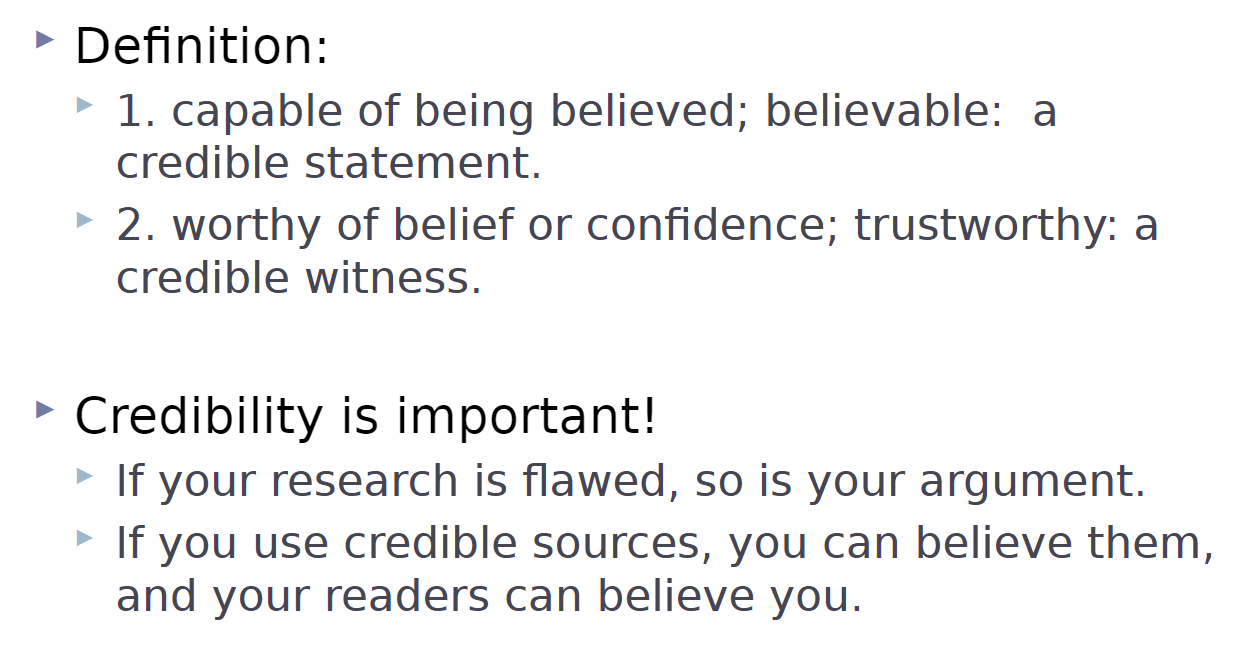 Definition:
1. capable of being believed; believable:  a
credible statement.
2. worthy of belief or confidence; trustworthy: a
credible witness.
Credibility is important!
If your research is flawed, so is your argument.
If you use credible sources, you can believe them,
and your readers can believe you.